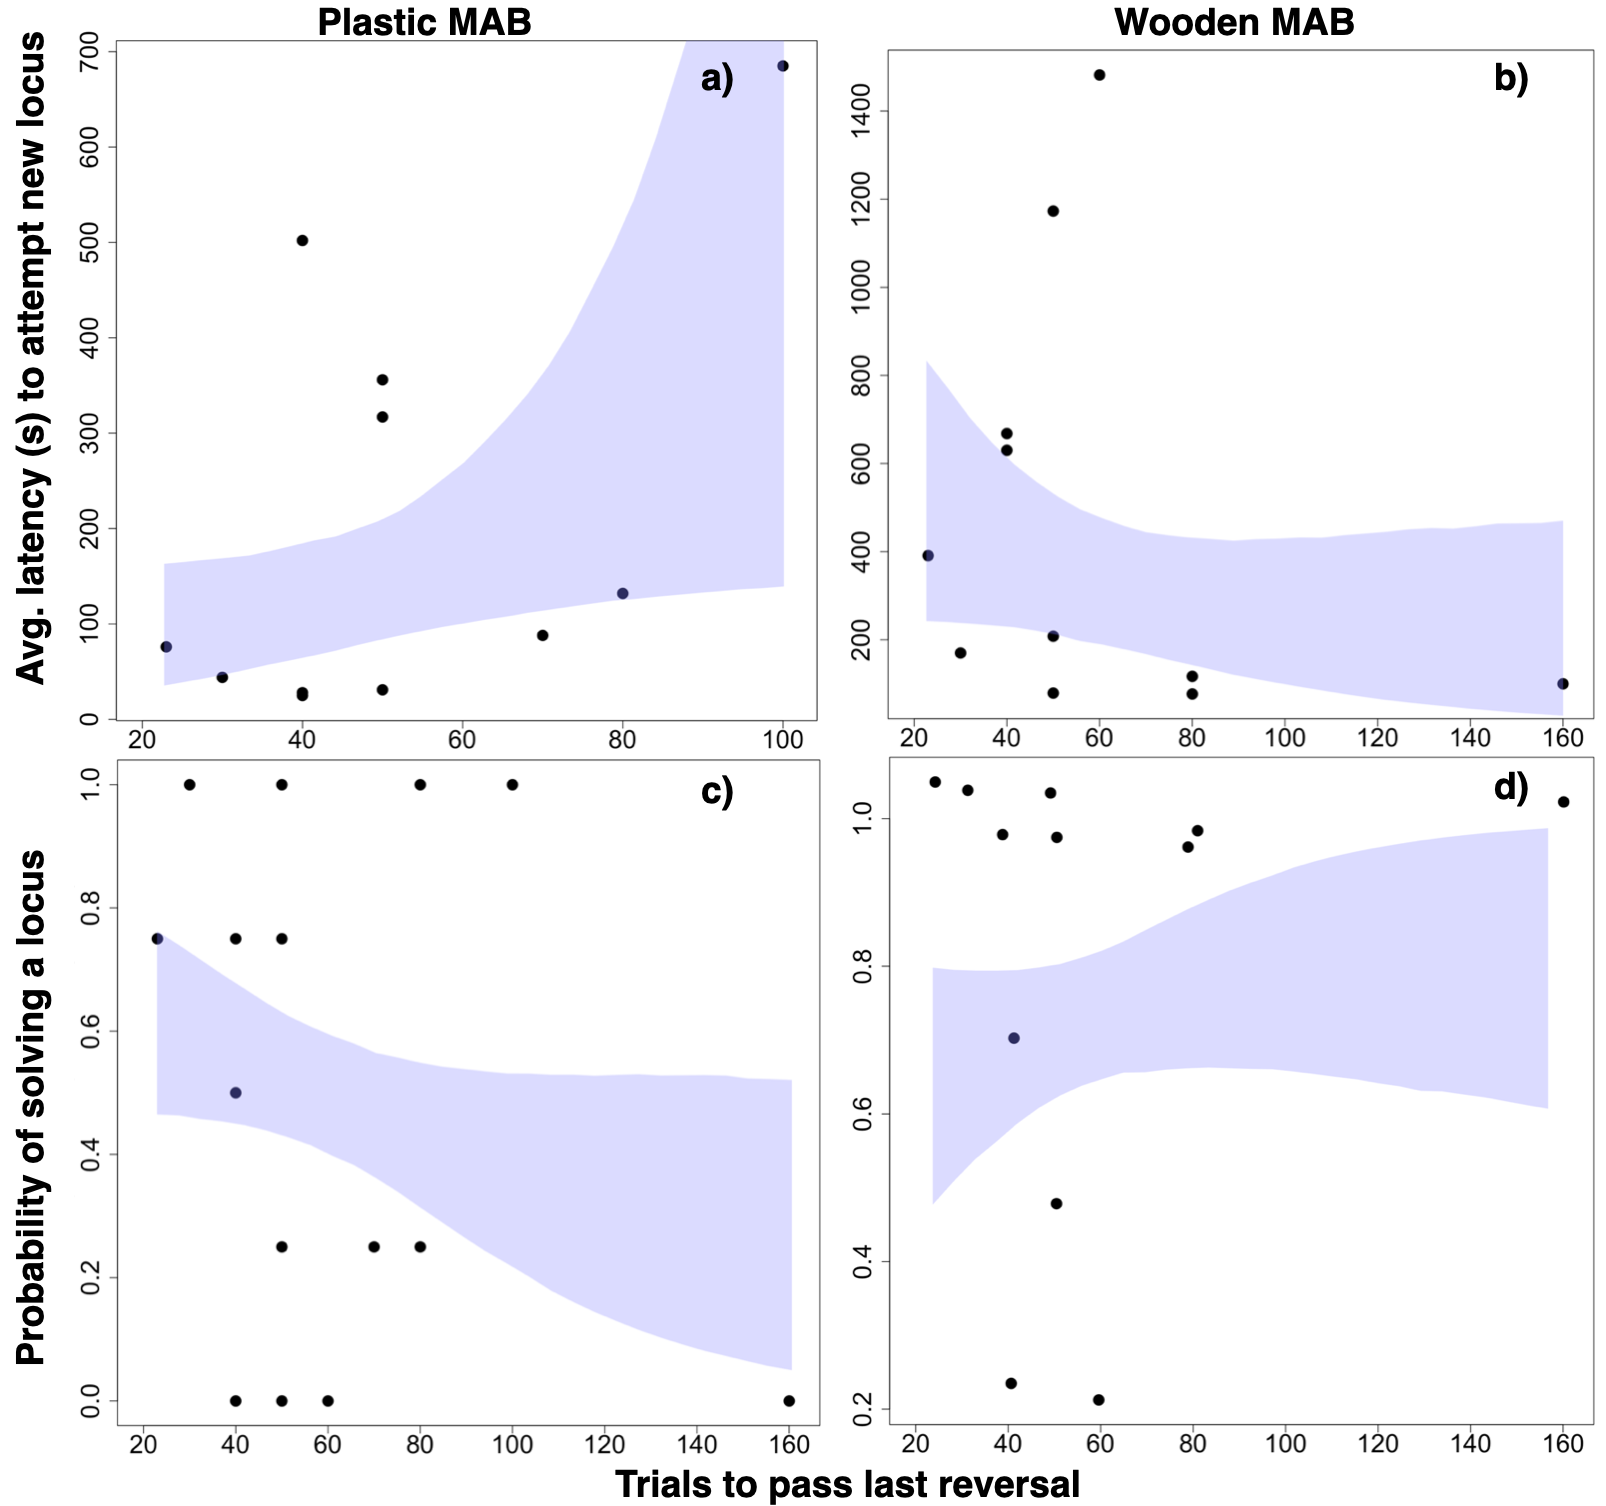 Plastic MAB
Wooden MAB
Avg. latency (s) to attempt new locus
a)
0 100 200 300 400 500 600 700
20 40 60 80 100
b)
200 400 600 800 1000 1200 1400
20 40 60 80 100 120 140 160
Probability of solving a locus
c)
0.0 0.2 0.4 0.6 0.8 1.0
20 40 60 80 100 120 140 160
d)
0.2 0.4 0.6 0.8 1.0
20 40 60 80 100 120 140 160
Trials to pass last reversal